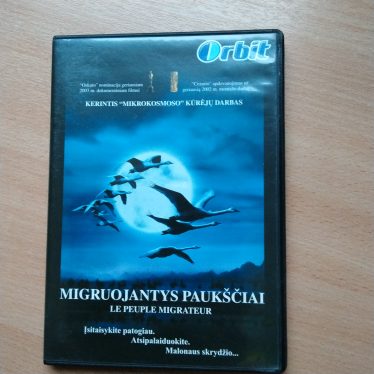 Orbit
"Oskaro" nominacija geriausiam
2003 m. dokumentiniam filmui
"Cezario" apdovanojimas už
geriausią 2002 m. montažo darbą
KERINTIS "MIKROKOSMOSO" KŪRĖJŲ DARBAS
MIGRUOJANTYS PAUKŠČIAI
LE PEUPLE MIGRATEUR
Įsitaisykite patogiau.
Atsipalaiduokite.
Malonaus skrydžio...